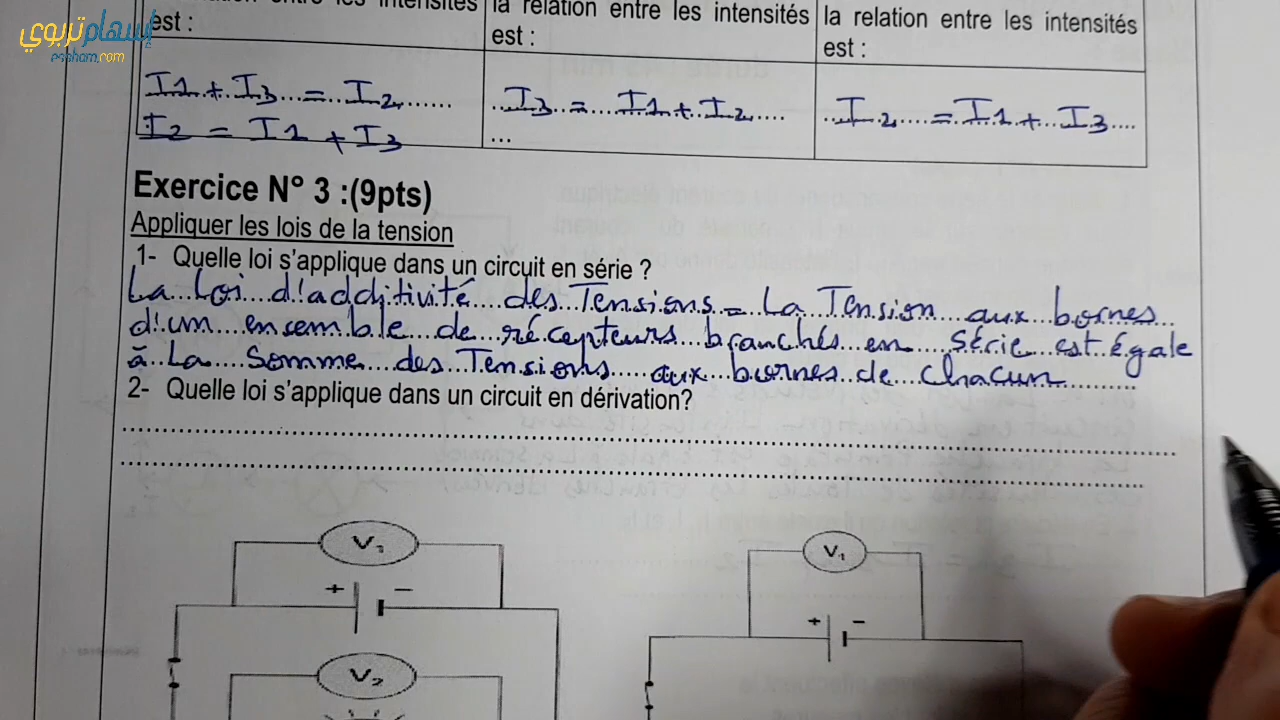 إسهام تربوي
esshem.com
les intensités
est :
I1 + I3 = I2
I2 = I1 + I3
la relation entre les intensités
est :
I3 = I1 + I2
...
la relation entre les intensités
est :
I2 = I1 + I3
Exercice N° 3 :(9pts)
Appliquer les lois de la tension
1- Quelle loi s'applique dans un circuit en série ?
La Loi d'additivité des Tensions = La Tension aux bornes
d'un ensemble de récepteurs branchés en Série est Égale
à La Somme des Tensions aux bornes de Chacun
2- Quelle loi s'applique dans un circuit en dérivation?
V1
+ −
V2
V1
+ −